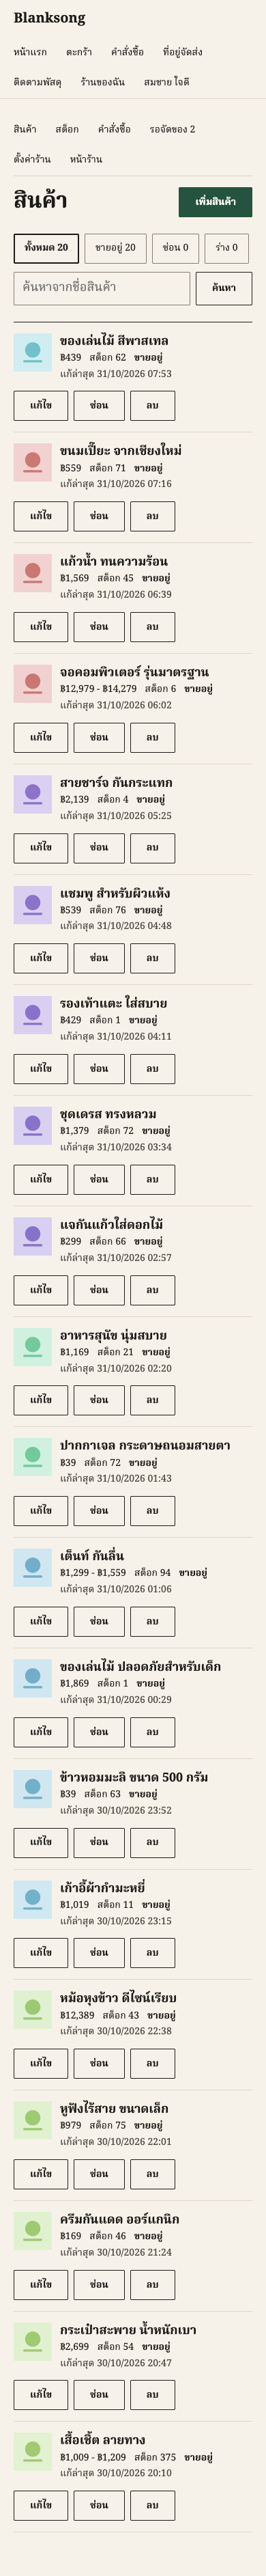 Blanksong
หน้าแรก ตะกร้า คำสั่งซื้อ ที่อยู่จัดส่ง
ติดตามพัสดุ ร้านของฉัน สมชาย ใจดี
สินค้า สต็อก คำสั่งซื้อ รอจัดของ 2
ตั้งค่าร้าน หน้าร้าน
สินค้า เพิ่มสินค้า
ทั้งหมด 20 ขายอยู่ 20 ซ่อน 0 ร่าง 0
ค้นหาจากชื่อสินค้า ค้นหา
ของเล่นไม้ สีพาสเทล
฿439 สต็อก 62 ขายอยู่
แก้ล่าสุด 31/10/2026 07:53
แก้ไข ซ่อน ลบ
ขนมเปี๊ยะ จากเชียงใหม่
฿559 สต็อก 71 ขายอยู่
แก้ล่าสุด 31/10/2026 07:16
แก้ไข ซ่อน ลบ
แก้วน้ำ ทนความร้อน
฿1,569 สต็อก 45 ขายอยู่
แก้ล่าสุด 31/10/2026 06:39
แก้ไข ซ่อน ลบ
จอคอมพิวเตอร์ รุ่นมาตรฐาน
฿12,979 - ฿14,279 สต็อก 6 ขายอยู่
แก้ล่าสุด 31/10/2026 06:02
แก้ไข ซ่อน ลบ
สายชาร์จ กันกระแทก
฿2,139 สต็อก 4 ขายอยู่
แก้ล่าสุด 31/10/2026 05:25
แก้ไข ซ่อน ลบ
แชมพู สำหรับผิวแห้ง
฿539 สต็อก 76 ขายอยู่
แก้ล่าสุด 31/10/2026 04:48
แก้ไข ซ่อน ลบ
รองเท้าแตะ ใส่สบาย
฿429 สต็อก 1 ขายอยู่
แก้ล่าสุด 31/10/2026 04:11
แก้ไข ซ่อน ลบ
ชุดเดรส ทรงหลวม
฿1,379 สต็อก 72 ขายอยู่
แก้ล่าสุด 31/10/2026 03:34
แก้ไข ซ่อน ลบ
แจกันแก้วใส่ดอกไม้
฿299 สต็อก 66 ขายอยู่
แก้ล่าสุด 31/10/2026 02:57
แก้ไข ซ่อน ลบ
อาหารสุนัข นุ่มสบาย
฿1,169 สต็อก 21 ขายอยู่
แก้ล่าสุด 31/10/2026 02:20
แก้ไข ซ่อน ลบ
ปากกาเจล กระดาษถนอมสายตา
฿39 สต็อก 72 ขายอยู่
แก้ล่าสุด 31/10/2026 01:43
แก้ไข ซ่อน ลบ
เต็นท์ กันลื่น
฿1,299 - ฿1,559 สต็อก 94 ขายอยู่
แก้ล่าสุด 31/10/2026 01:06
แก้ไข ซ่อน ลบ
ของเล่นไม้ ปลอดภัยสำหรับเด็ก
฿1,869 สต็อก 1 ขายอยู่
แก้ล่าสุด 31/10/2026 00:29
แก้ไข ซ่อน ลบ
ข้าวหอมมะลิ ขนาด 500 กรัม
฿39 สต็อก 63 ขายอยู่
แก้ล่าสุด 30/10/2026 23:52
แก้ไข ซ่อน ลบ
เก้าอี้ผ้ากำมะหยี่
฿1,019 สต็อก 11 ขายอยู่
แก้ล่าสุด 30/10/2026 23:15
แก้ไข ซ่อน ลบ
หม้อหุงข้าว ดีไซน์เรียบ
฿12,389 สต็อก 43 ขายอยู่
แก้ล่าสุด 30/10/2026 22:38
แก้ไข ซ่อน ลบ
หูฟังไร้สาย ขนาดเล็ก
฿979 สต็อก 75 ขายอยู่
แก้ล่าสุด 30/10/2026 22:01
แก้ไข ซ่อน ลบ
ครีมกันแดด ออร์แกนิก
฿169 สต็อก 46 ขายอยู่
แก้ล่าสุด 30/10/2026 21:24
แก้ไข ซ่อน ลบ
กระเป๋าสะพาย น้ำหนักเบา
฿2,699 สต็อก 54 ขายอยู่
แก้ล่าสุด 30/10/2026 20:47
แก้ไข ซ่อน ลบ
เสื้อเชิ้ต ลายทาง
฿1,009 - ฿1,209 สต็อก 375 ขายอยู่
แก้ล่าสุด 30/10/2026 20:10
แก้ไข ซ่อน ลบ